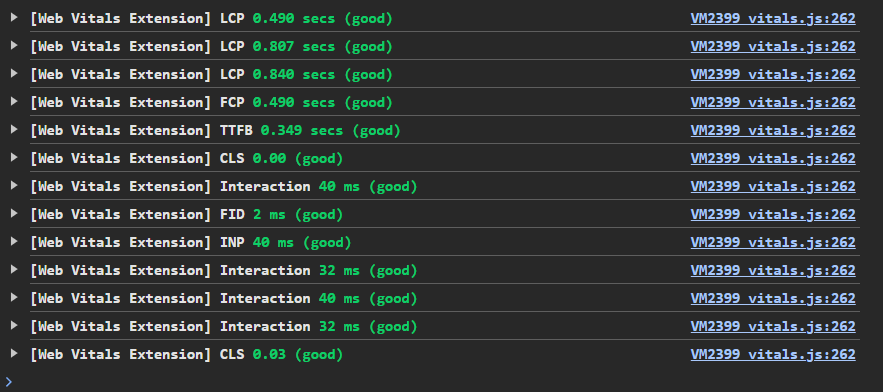 [Web Vitals Extension] LCP 0.490 secs (good) VM2399 vitals.js:262
[Web Vitals Extension] LCP 0.807 secs (good) VM2399 vitals.js:262
[Web Vitals Extension] LCP 0.840 secs (good) VM2399 vitals.js:262
[Web Vitals Extension] FCP 0.490 secs (good) VM2399 vitals.js:262
[Web Vitals Extension] TTFB 0.349 secs (good) VM2399 vitals.js:262
[Web Vitals Extension] CLS 0.00 (good) VM2399 vitals.js:262
[Web Vitals Extension] Interaction 40 ms (good) VM2399 vitals.js:262
[Web Vitals Extension] FID 2 ms (good) VM2399 vitals.js:262
[Web Vitals Extension] INP 40 ms (good) VM2399 vitals.js:262
[Web Vitals Extension] Interaction 32 ms (good) VM2399 vitals.js:262
[Web Vitals Extension] Interaction 40 ms (good) VM2399 vitals.js:262
[Web Vitals Extension] Interaction 32 ms (good) VM2399 vitals.js:262
[Web Vitals Extension] CLS 0.03 (good) VM2399 vitals.js:262